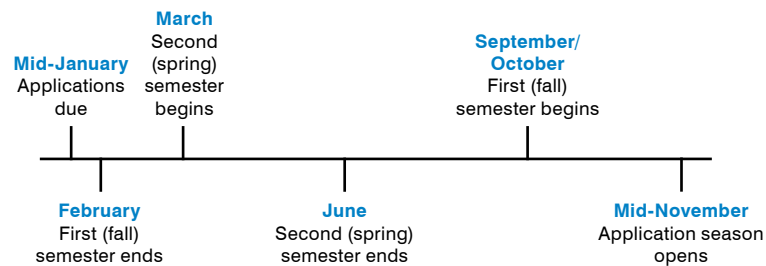 Mid-January
Applications
due
March
Second
(spring)
semester
begins
September/
October
First (fall)
semester begins
February
First (fall)
semester ends
June
Second (spring)
semester ends
Mid-November
Application season
opens